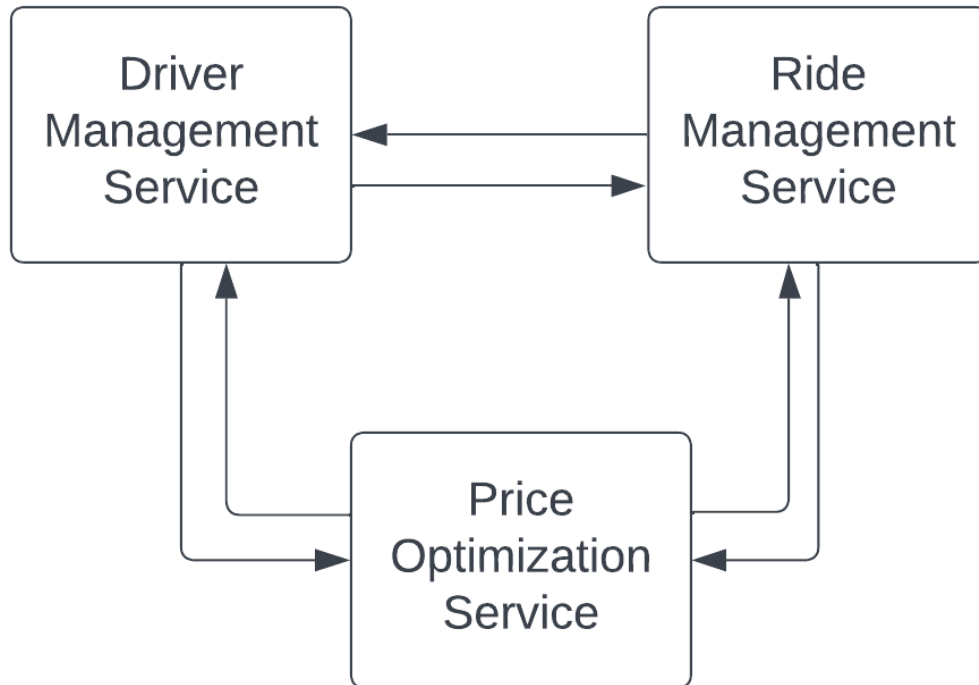 Driver
Management
Service
Ride
Management
Service
Price
Optimization
Service